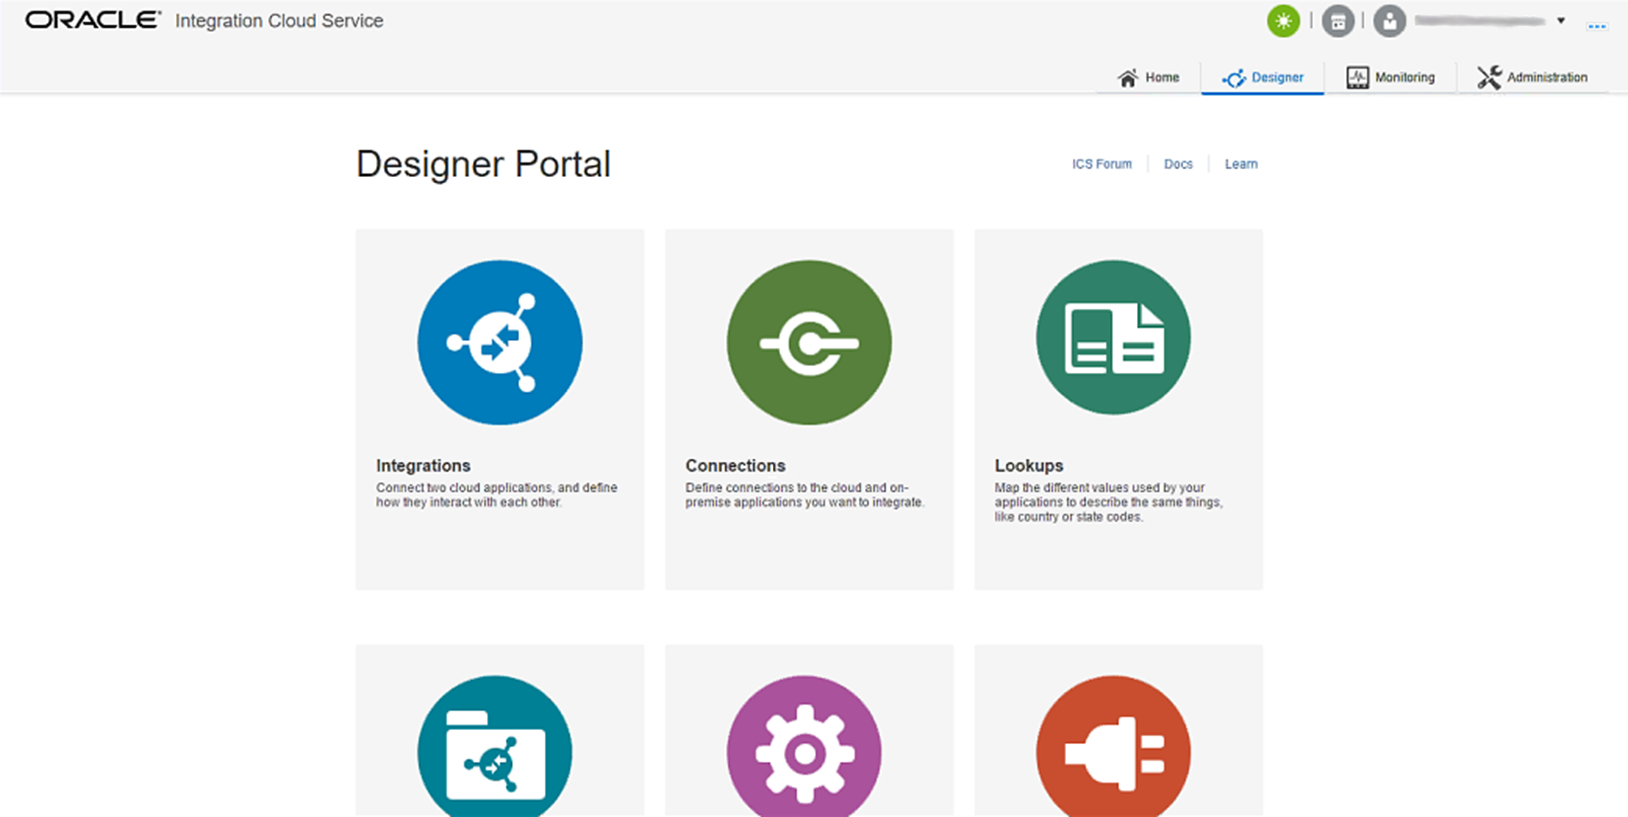 ORACLE® Integration Cloud Service
Home Designer Monitoring Administration
Designer Portal
ICS Forum Docs Learn
Integrations
Connect two cloud applications, and define
how they interact with each other.
Connections
Define connections to the cloud and on-
premise applications you want to integrate.
Lookups
Map the different values used by your
applications to describe the same things,
like country or state codes.